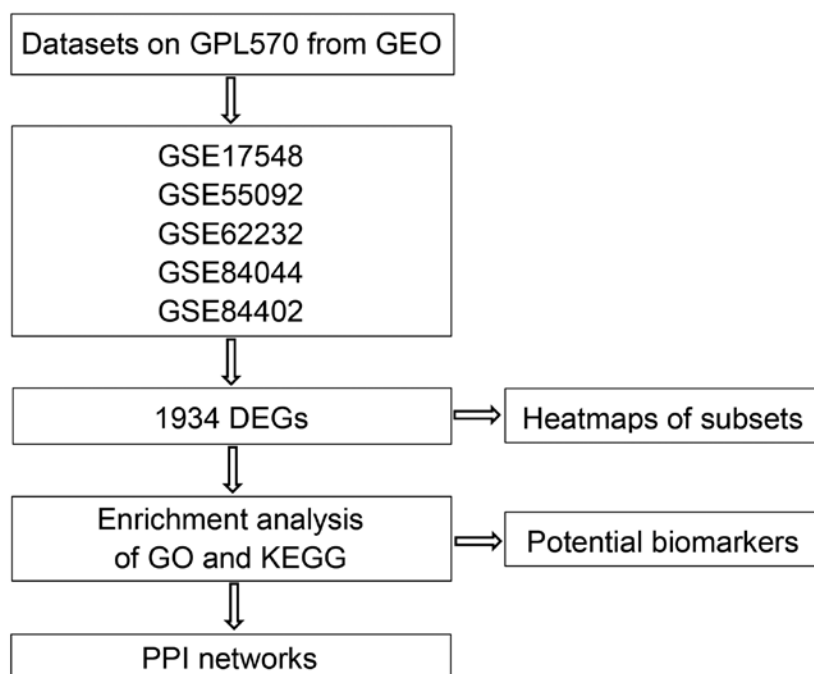 Datasets on GPL570 from GEO
GSE17548
GSE55092
GSE62232
GSE84044
GSE84402
1934 DEGs
Heatmaps of subsets
Enrichment analysis
of GO and KEGG
Potential biomarkers
PPI networks